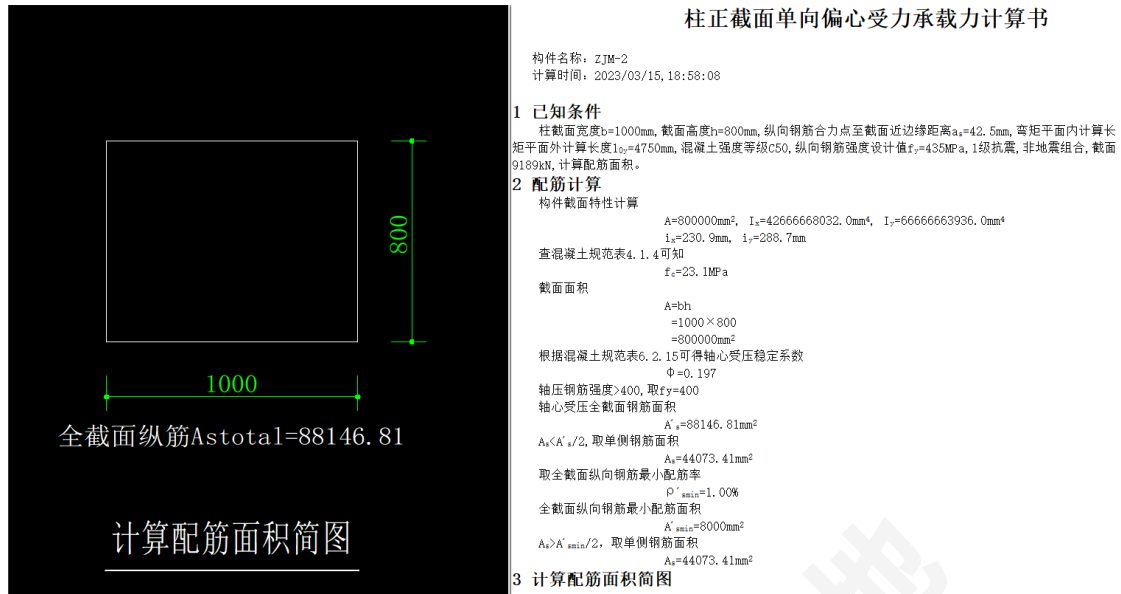 800
1000
全截面纵筋Astotal=88146.81
计算配筋面积简图
柱正截面单向偏心受力承载力计算书
构件名称: ZJM-2
计算时间: 2023/03/15,18:58:08
1 已知条件
柱截面宽度b=1000mm,截面高度h=800mm,纵向钢筋合力点至截面近边缘距离aₛ=42.5mm,弯矩平面内计算长
矩平面外计算长度l₀ᵧ=4750mm,混凝土强度等级C50,纵向钢筋强度设计值fᵧ=435MPa,1级抗震,非地震组合,截面
9189kN,计算配筋面积。
2 配筋计算
构件截面特性计算
A=800000mm², Iₓ=42666668032.0mm⁴, Iᵧ=66666663936.0mm⁴
iₓ=230.9mm, iᵧ=288.7mm
查混凝土规范表4.1.4可知
f꜀=23.1MPa
截面面积
A=bh
=1000×800
=800000mm²
根据混凝土规范表6.2.15可得轴心受压稳定系数
Φ=0.197
轴压钢筋强度>400,取fy=400
轴心受压全截面钢筋面积
A'ₛ=88146.81mm²
Aₛ<A'ₛ/2,取单侧钢筋面积
Aₛ=44073.41mm²
取全截面纵向钢筋最小配筋率
ρ'smin=1.00%
全截面纵向钢筋最小配筋面积
A'smin=8000mm²
Aₛ>A'smin/2, 取单侧钢筋面积
Aₛ=44073.41mm²
3 计算配筋面积简图